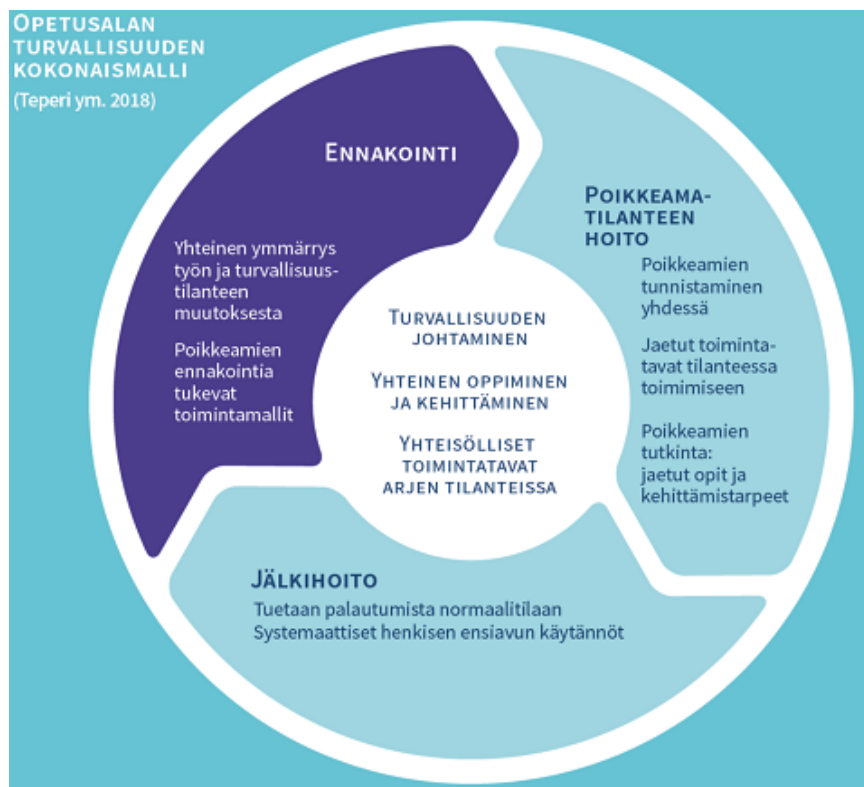 OPETUSALAN
TURVALLISUUDEN
KOKONAISMALLI
(Teperi ym. 2018)
ENNAKOINTI
Yhteinen ymmärrys
työn ja turvallisuus-
tilanteen
muutoksesta
Poikkeamien
ennakointia
tukevat
toimintamallit
POIKKEAMA-
TILANTEEN
HOITO
Poikkeamien
tunnistaminen
yhdessä
Jaetut toiminta-
tavat tilanteessa
toimimiseen
Poikkeamien
tutkinta:
jaetut opit ja
kehittämistarpeet
TURVALLISUUDEN
JOHTAMINEN
YHTEINEN OPPIMINEN
JA KEHITTÄMINEN
YHTEISÖLLISET
TOIMINTATAVAT
ARJEN TILANTEISSA
JÄLKIHOITO
Tuetaan palautumista normaalitilaan
Systemaattiset henkisen ensiavun käytännöt